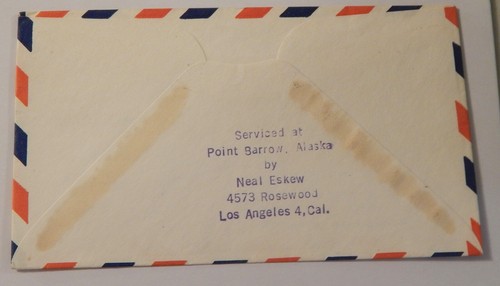 Serviced at
Point Barrow, Alaska
by
Neal Eskew
4573 Rosewood
Los Angeles 4, Cal.